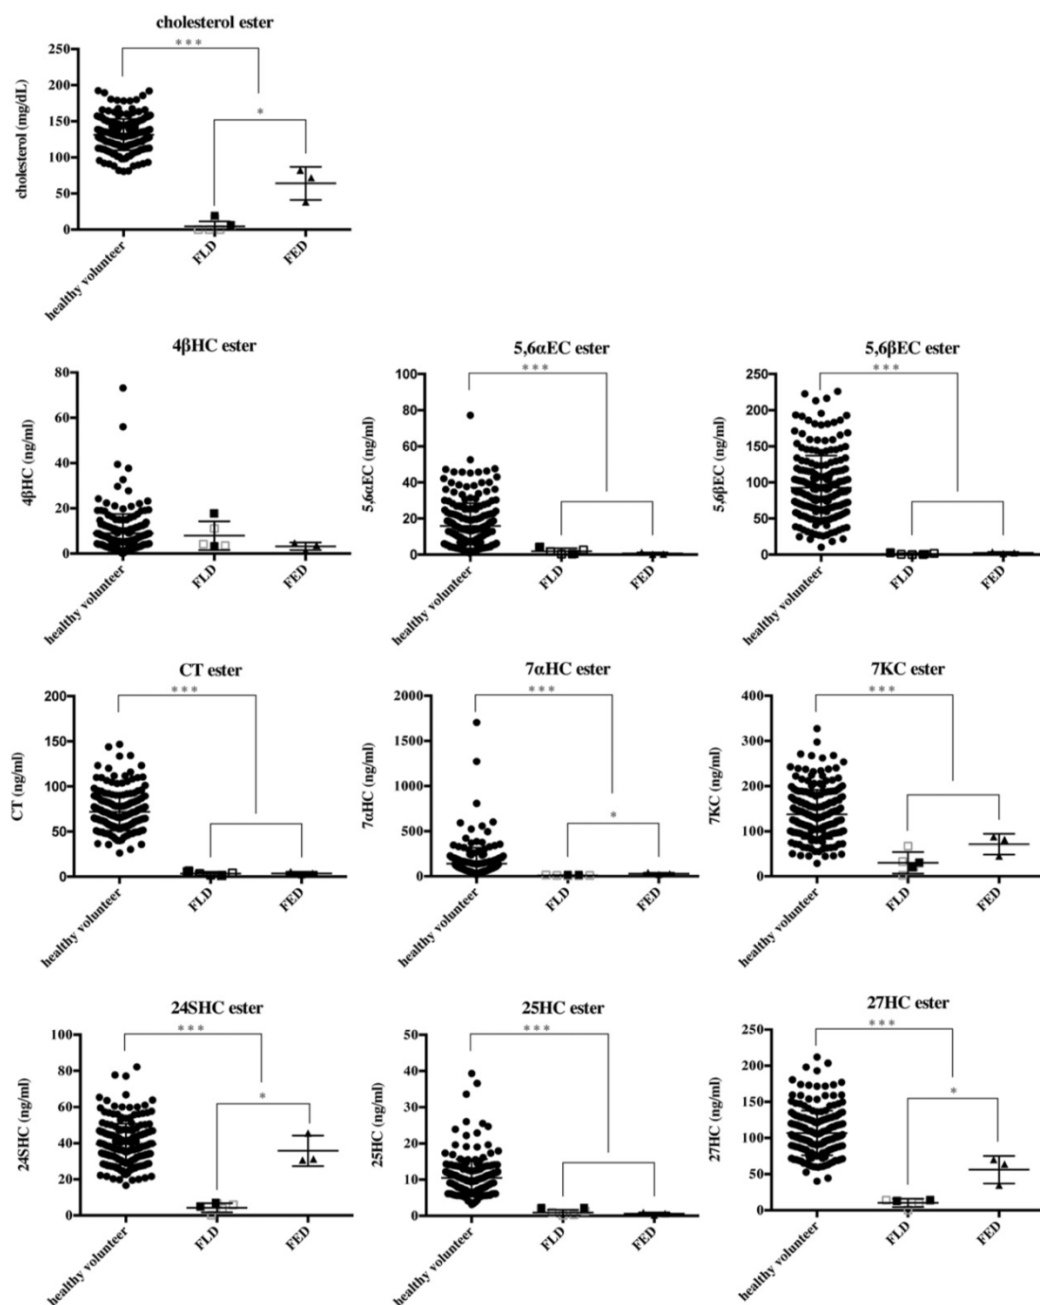 cholesterol ester
***
*
cholesterol (mg/dL)
250
200
150
100
50
0
healthy volunteer
FLD
FED
4βHC ester
4βHC (ng/ml)
80
60
40
20
0
healthy volunteer
FLD
FED
5,6αEC ester
***
5,6αEC (ng/ml)
100
80
60
40
20
0
healthy volunteer
FLD
FED
5,6βEC ester
***
5,6βEC (ng/ml)
250
200
150
100
50
0
healthy volunteer
FLD
FED
CT ester
***
CT (ng/ml)
200
150
100
50
0
healthy volunteer
FLD
FED
7αHC ester
***
*
7αHC (ng/ml)
2000
1500
1000
500
0
healthy volunteer
FLD
FED
7KC ester
***
7KC (ng/ml)
400
300
200
100
0
healthy volunteer
FLD
FED
24SHC ester
***
*
24SHC (ng/ml)
100
80
60
40
20
0
healthy volunteer
FLD
FED
25HC ester
***
25HC (ng/ml)
50
40
30
20
10
0
healthy volunteer
FLD
FED
27HC ester
***
*
27HC (ng/ml)
250
200
150
100
50
0
healthy volunteer
FLD
FED